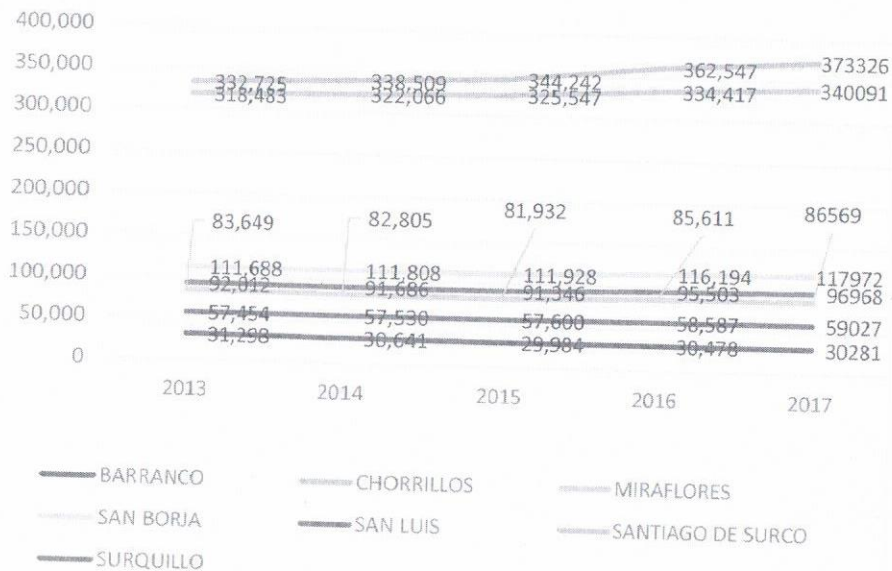 400,000
350,000
332,725 338,509 344,242 362,547 373326
300,000
318,483 322,066 325,547 334,417 340091
250,000
200,000
150,000
83,649 82,805 81,932 85,611 86569
100,000
111,688 111,808 111,928 116,194 117972
92,012 91,686 91,346 95,503 96968
50,000
57,454 57,530 57,600 58,587 59027
0
31,298 30,641 29,984 30,478 30281
2013 2014 2015 2016 2017
BARRANCO CHORRILLOS MIRAFLORES
SAN BORJA SAN LUIS SANTIAGO DE SURCO
SURQUILLO